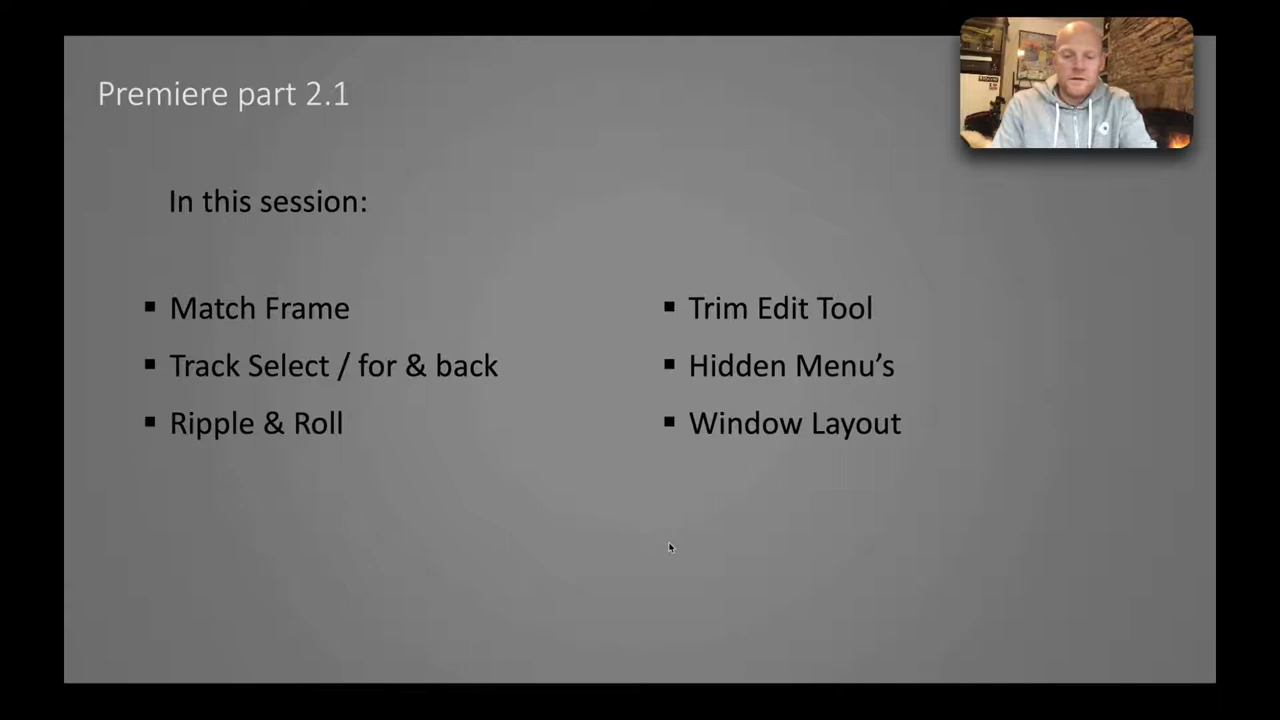 Premiere part 2.1
In this session:
▪ Match Frame
▪ Track Select / for & back
▪ Ripple & Roll
▪ Trim Edit Tool
▪ Hidden Menu's
▪ Window Layout